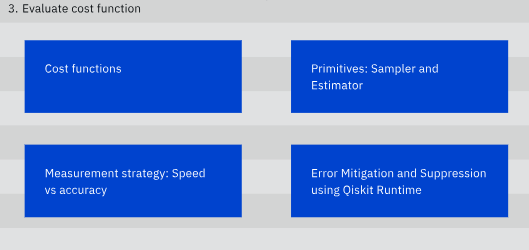 3. Evaluate cost function
Cost functions
Primitives: Sampler and
Estimator
Measurement strategy: Speed
vs accuracy
Error Mitigation and Suppression
using Qiskit Runtime